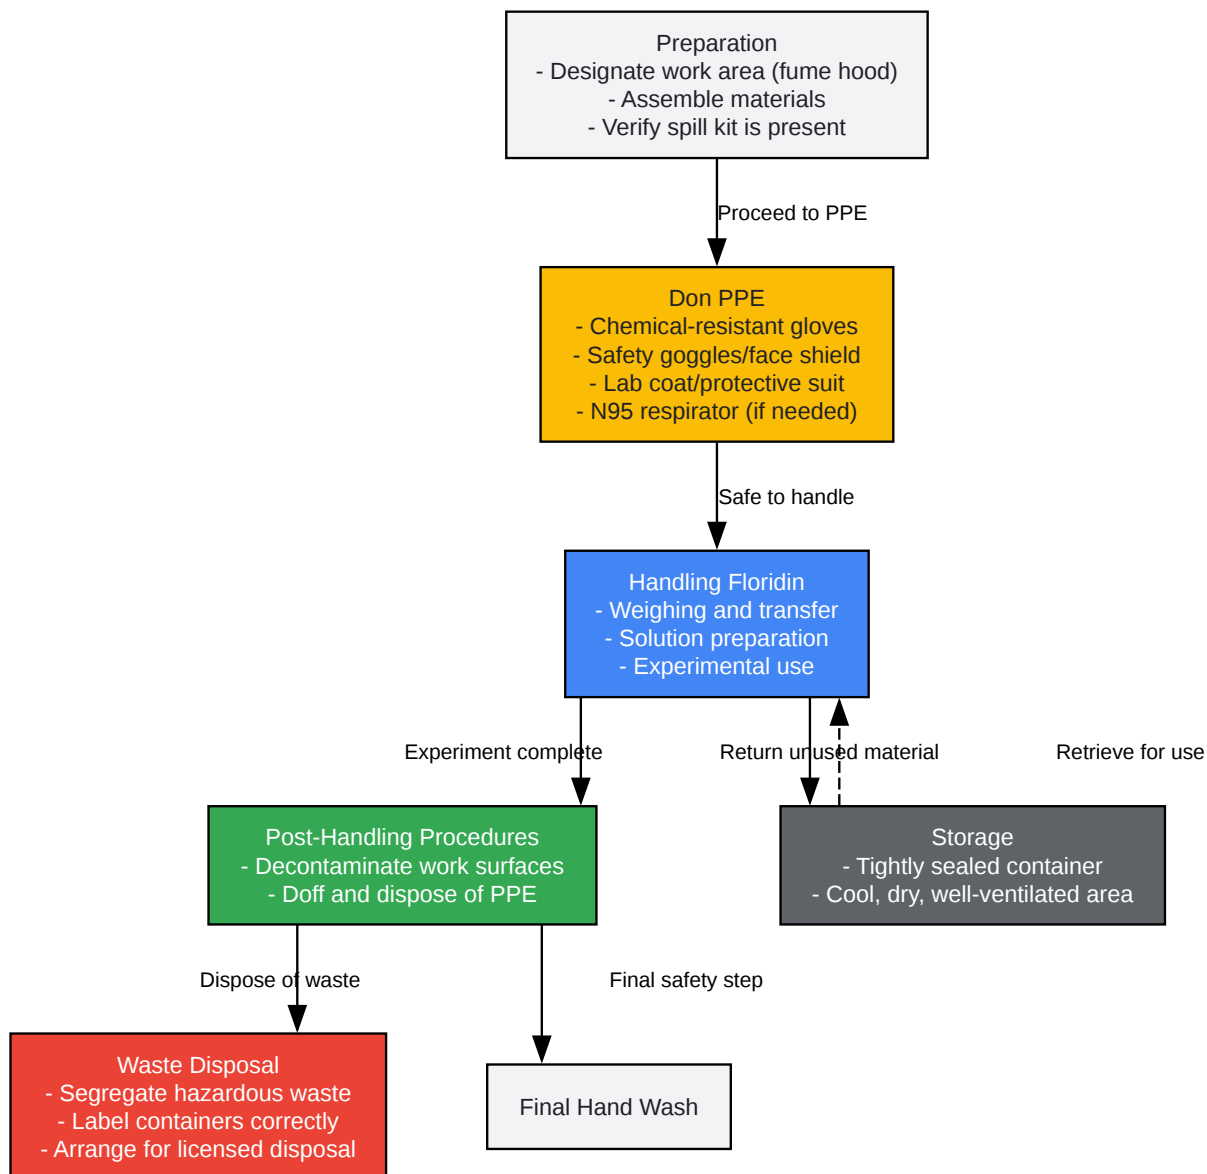 Preparation
- Designate work area (fume hood)
- Assemble materials
- Verify spill kit is present
Proceed to PPE
Don PPE
- Chemical-resistant gloves
- Safety goggles/face shield
- Lab coat/protective suit
- N95 respirator (if needed)
Safe to handle
Handling Floridin
- Weighing and transfer
- Solution preparation
- Experimental use
Experiment complete
Return unused material
Retrieve for use
Post-Handling Procedures
- Decontaminate work surfaces
- Doff and dispose of PPE
Storage
- Tightly sealed container
- Cool, dry, well-ventilated area
Dispose of waste
Final safety step
Waste Disposal
- Segregate hazardous waste
- Label containers correctly
- Arrange for licensed disposal
Final Hand Wash